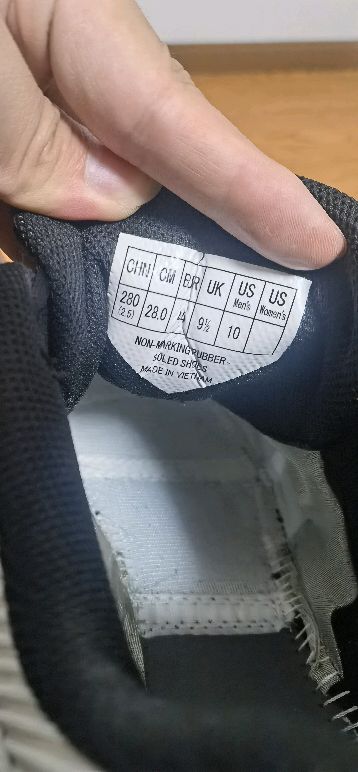 CHN CM EUR UK US US
Men's Women's
280 28.0 9½ 10
(2.5)
NON-MARKING RUBBER
SOLED SHOES
MADE IN VIETNAM